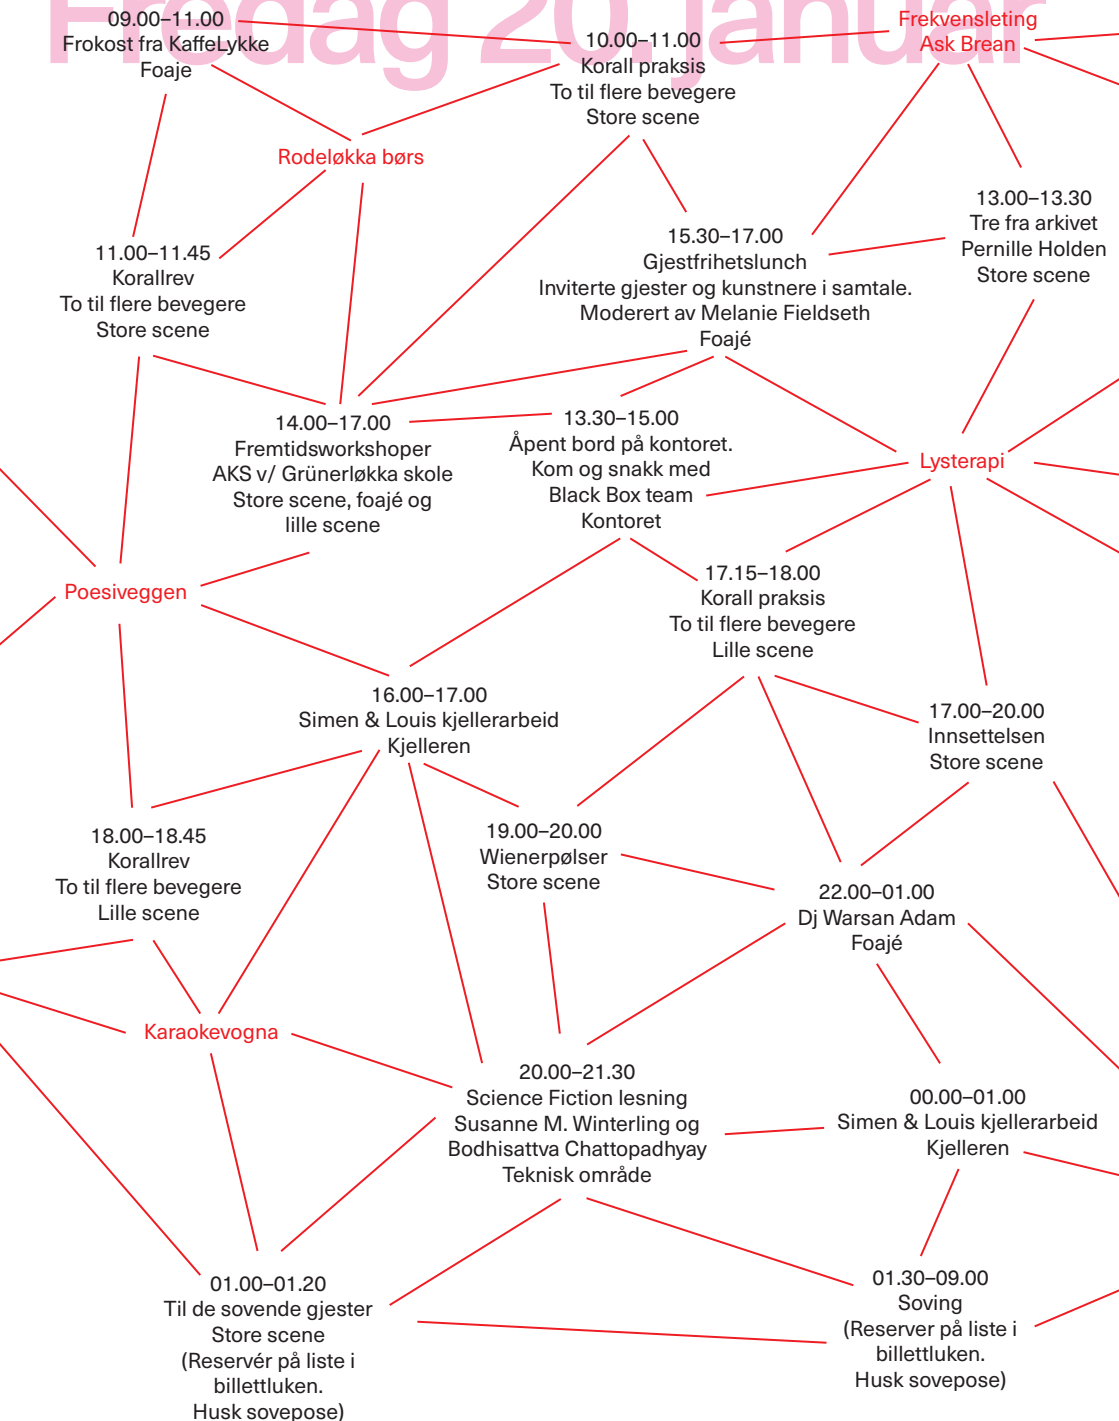 Fredag 20. januar
09.00–11.00
Frokost fra KaffeLykke
Foaje
10.00–11.00
Korall praksis
To til flere bevegere
Store scene
Frekvensleting
Ask Brean
Rodeløkka børs
13.00–13.30
Tre fra arkivet
Pernille Holden
Store scene
11.00–11.45
Korallrev
To til flere bevegere
Store scene
15.30–17.00
Gjestfrihetslunch
Inviterte gjester og kunstnere i samtale.
Moderert av Melanie Fieldseth
Foajé
14.00–17.00
Fremtidsworkshoper
AKS v/ Grünerløkka skole
Store scene, foajé og
lille scene
13.30–15.00
Åpent bord på kontoret.
Kom og snakk med
Black Box team
Kontoret
Lysterapi
Poesiveggen
17.15–18.00
Korall praksis
To til flere bevegere
Lille scene
16.00–17.00
Simen & Louis kjellerarbeid
Kjelleren
17.00–20.00
Innsettelsen
Store scene
18.00–18.45
Korallrev
To til flere bevegere
Lille scene
19.00–20.00
Wienerpølser
Store scene
22.00–01.00
Dj Warsan Adam
Foajé
Karaokevogna
20.00–21.30
Science Fiction lesning
Susanne M. Winterling og
Bodhisattva Chattopadhyay
Teknisk område
00.00–01.00
Simen & Louis kjellerarbeid
Kjelleren
01.00–01.20
Til de sovende gjester
Store scene
(Reservér på liste i
billettluken.
Husk sovepose)
01.30–09.00
Soving
(Reserver på liste i
billettluken.
Husk sovepose)